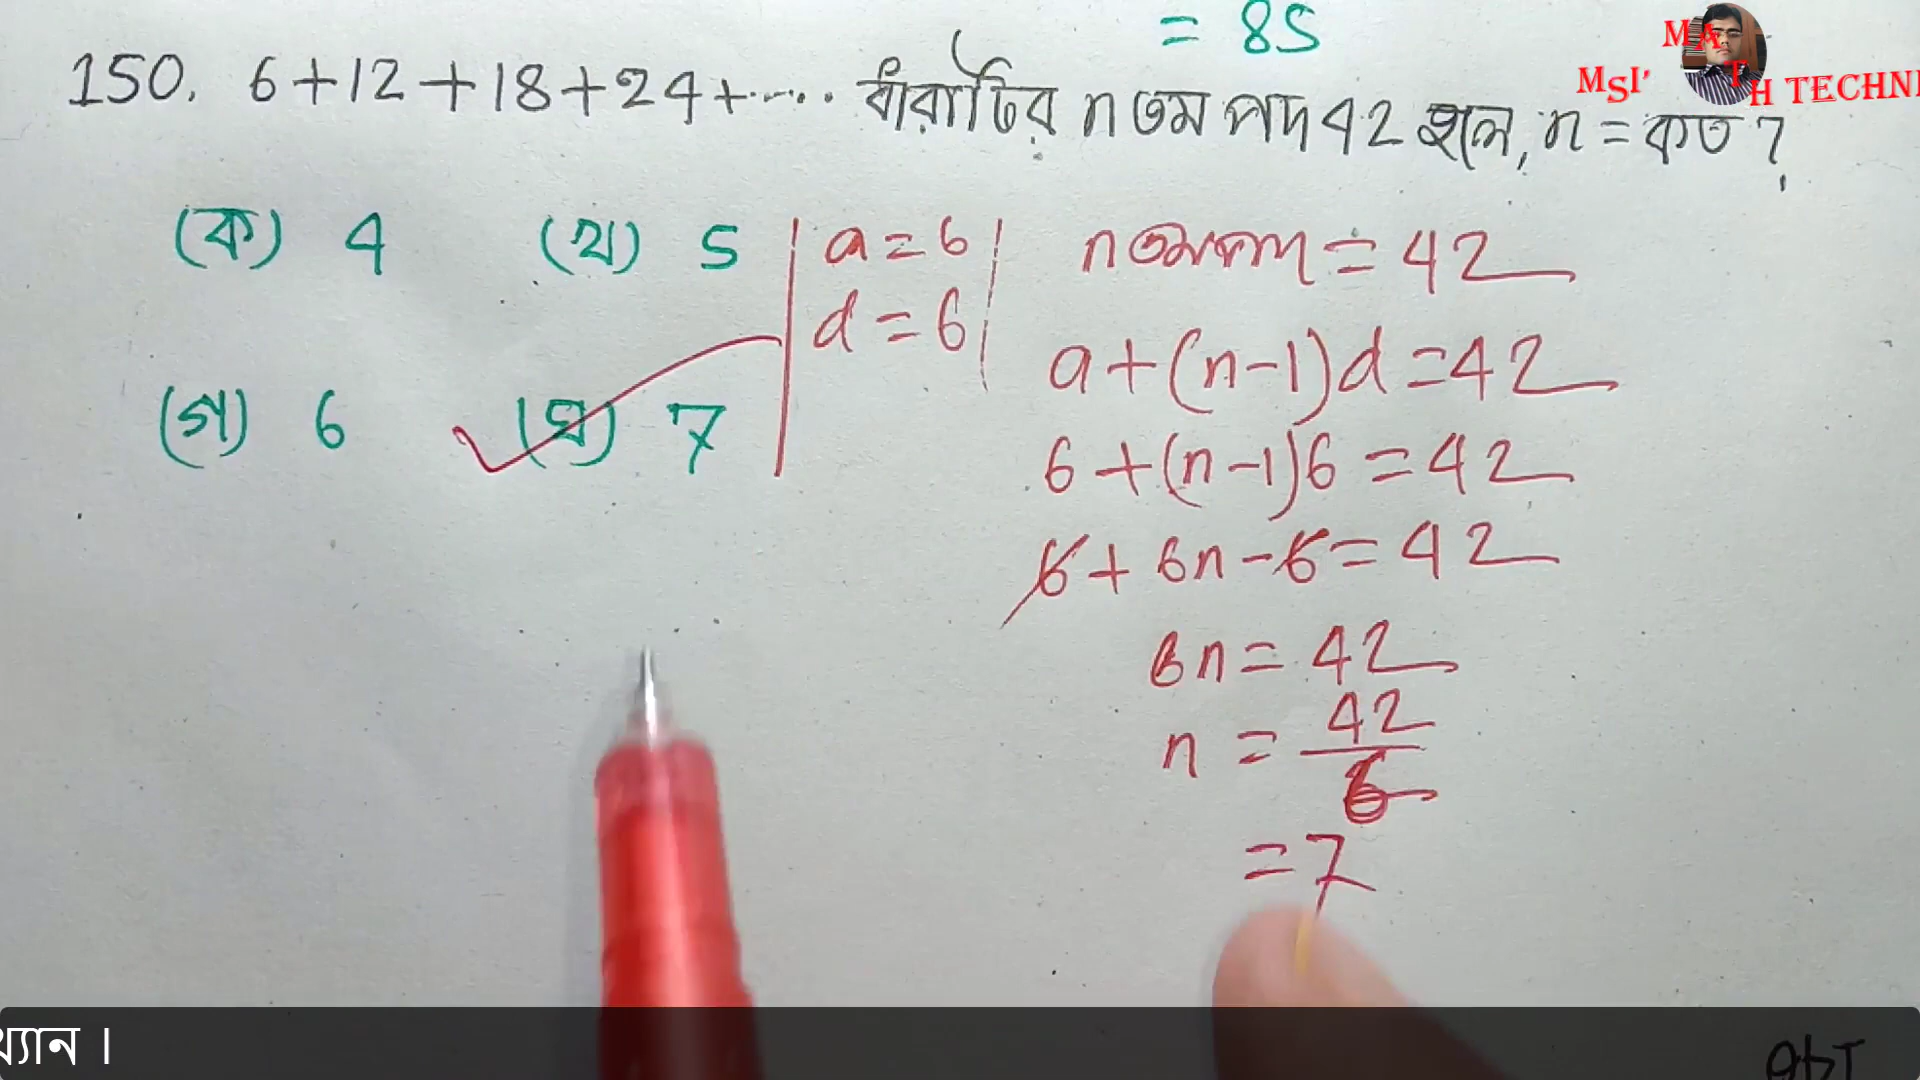 = 85
MATH TECHNI
MSI'
150. 6+12+18+24+..... ধারাটির n তম পদ 42 হলে, n = কত?
(ক) 4 (খ) 5
(গ) 6 (ঘ) 7
a = 6
d = 6
n তম পদ = 42
a+(n-1)d = 42
6+(n-1)6 = 42
6+6n-6 = 42
6n = 42
n = 42/6
= 7
খ্যান ।